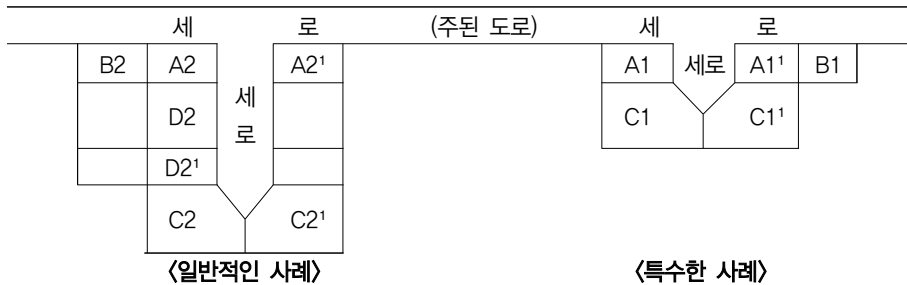 세 로 (주된 도로) 세 로
B2 A2 A2¹ A1 세로 A1¹ B1
세
로
D2 C1 C1¹
D2¹
C2 C2¹
<일반적인 사례> <특수한 사례>